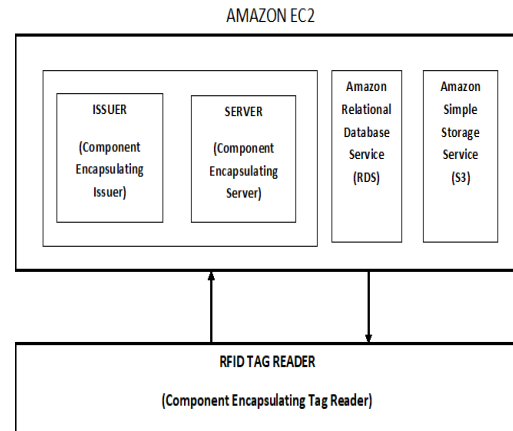 AMAZON EC2
ISSUER
(Component
Encapsulating
Issuer)
SERVER
(Component
Encapsulating
Server)
Amazon
Relational
Database
Service
(RDS)
Amazon
Simple
Storage
Service
(S3)
RFID TAG READER
(Component Encapsulating Tag Reader)